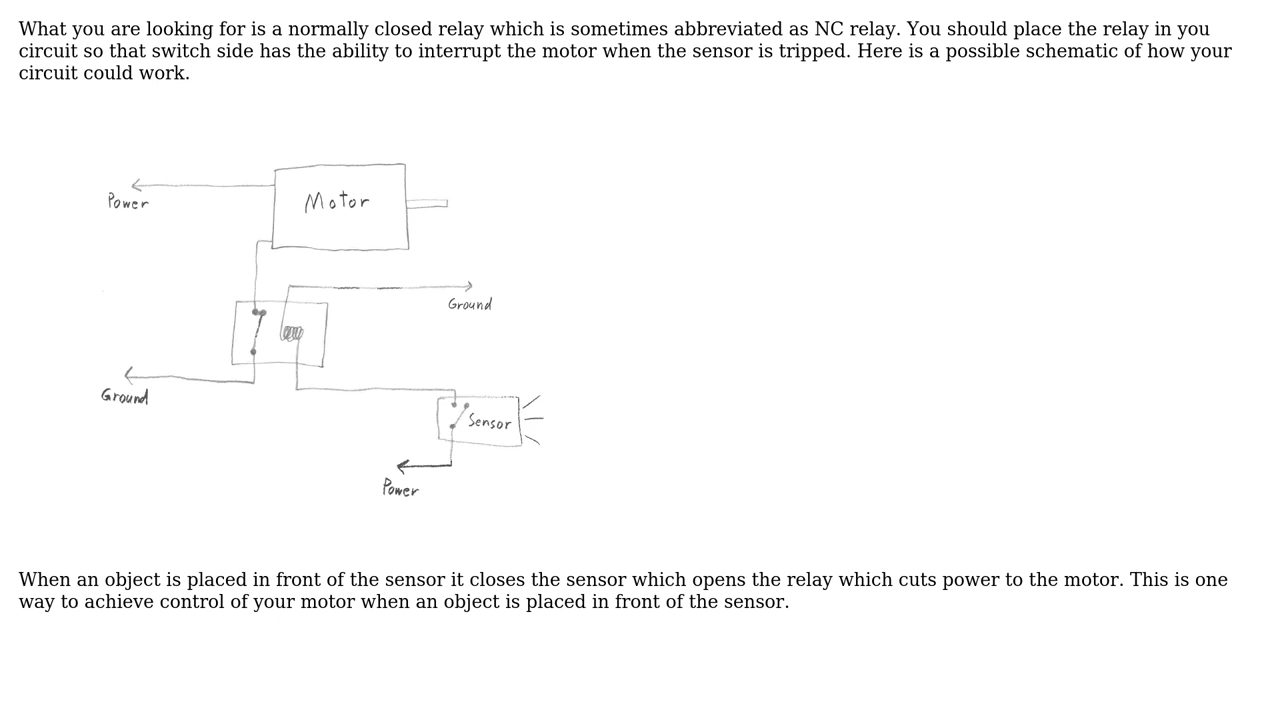 What you are looking for is a normally closed relay which is sometimes abbreviated as NC relay. You should place the relay in you
circuit so that switch side has the ability to interrupt the motor when the sensor is tripped. Here is a possible schematic of how your
circuit could work.
Motor
Power
Ground
Ground
Sensor
Power
When an object is placed in front of the sensor it closes the sensor which opens the relay which cuts power to the motor. This is one
way to achieve control of your motor when an object is placed in front of the sensor.